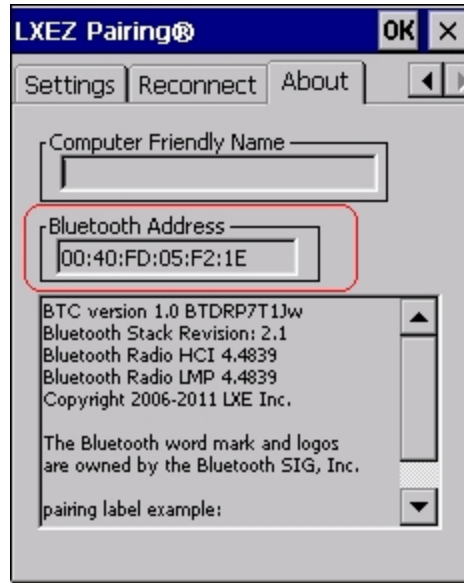 LXEZ Pairing® OK ×
Settings Reconnect About
Computer Friendly Name
Bluetooth Address
00:40:FD:05:F2:1E
BTC version 1.0 BTDRP7T1Jw
Bluetooth Stack Revision: 2.1
Bluetooth Radio HCI 4.4839
Bluetooth Radio LMP 4.4839
Copyright 2006-2011 LXE Inc.
The Bluetooth word mark and logos
are owned by the Bluetooth SIG, Inc.
pairing label example: